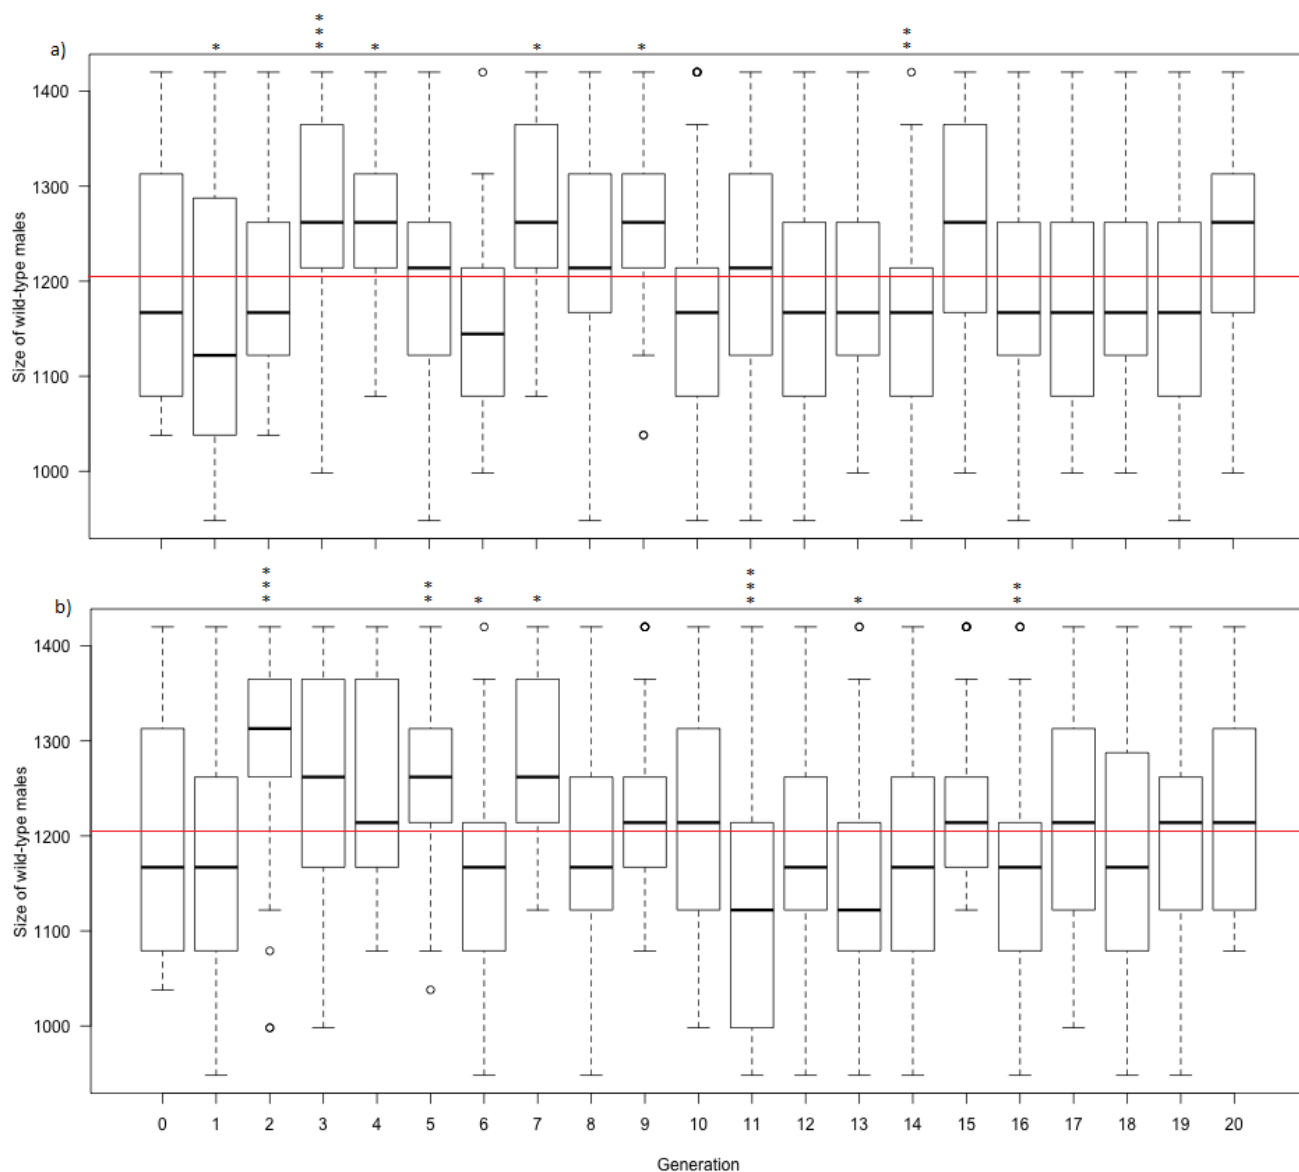 * *** * * * **
a)
1400
1300
1200
1100
1000
Size of wild-type males
*** ** * * *** * **
b)
1400
1300
1200
1100
1000
Size of wild-type males
0 1 2 3 4 5 6 7 8 9 10 11 12 13 14 15 16 17 18 19 20
Generation